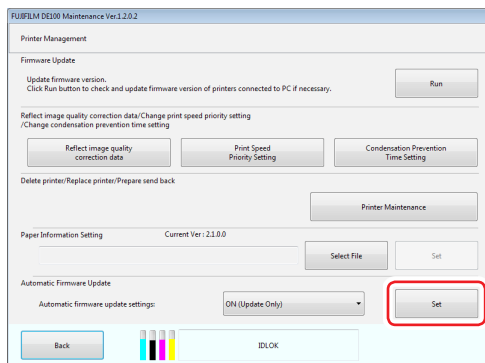 FUJIFILM DE100 Maintenance Ver.1.2.0.2
Printer Management
Firmware Update
Update firmware version.
Click Run button to check and update firmware version of printers connected to PC if necessary.
Run
Reflect image quality correction data/Change print speed priority setting
/Change condensation prevention time setting
Reflect image quality
correction data
Print Speed
Priority Setting
Condensation Prevention
Time Setting
Delete printer/Replace printer/Prepare send back
Printer Maintenance
Paper Information Setting
Current Ver : 2.1.0.0
Select File
Set
Automatic Firmware Update
Automatic firmware update settings:
ON (Update Only)
Set
Back
IDLOK